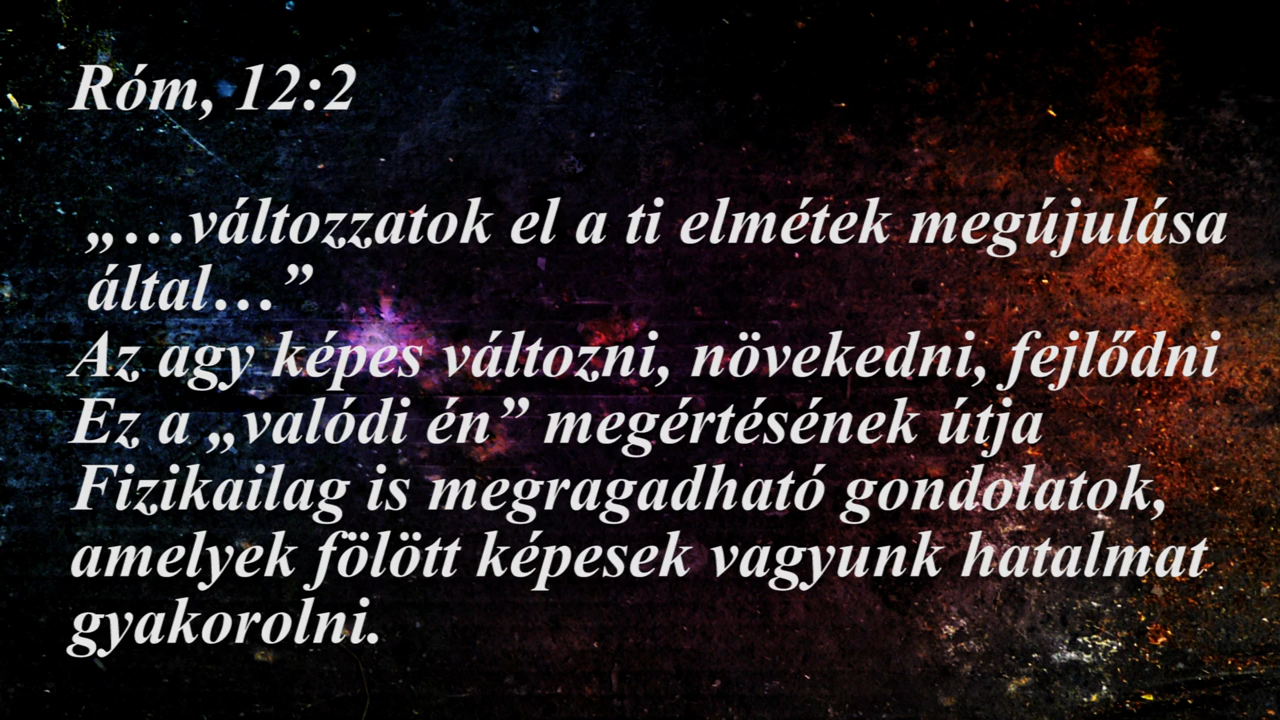 Róm, 12:2
„…változzatok el a ti elmétek megújulása
által…”
Az agy képes változni, növekedni, fejlődni
Ez a „valódi én” megértésének útja
Fizikailag is megragadható gondolatok,
amelyek fölött képesek vagyunk hatalmat
gyakorolni.